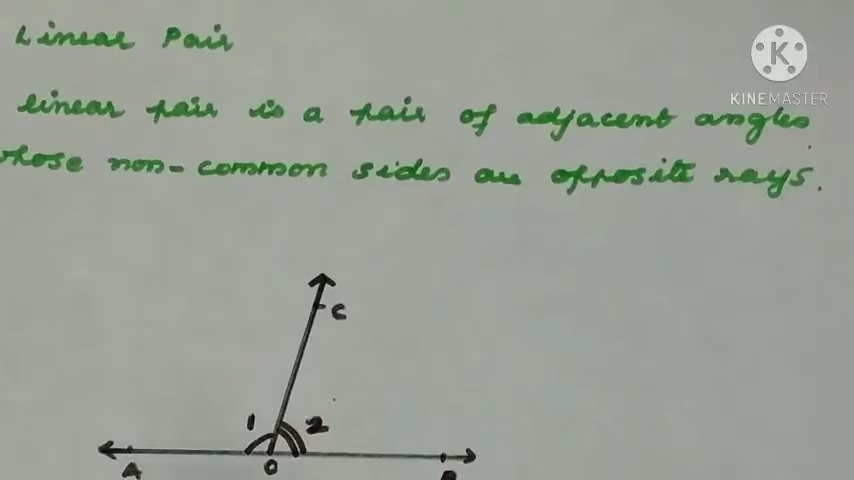 Linear Pair
K
KINEMASTER
linear pair is a pair of adjacent angles
whose non-common sides are opposite rays.
C
1 2
A O B